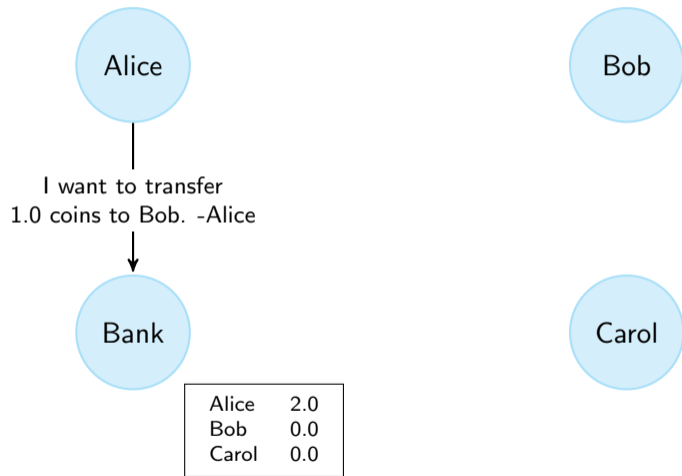 Alice
Bob
I want to transfer
1.0 coins to Bob. -Alice
Bank
Carol
Alice 2.0
Bob 0.0
Carol 0.0